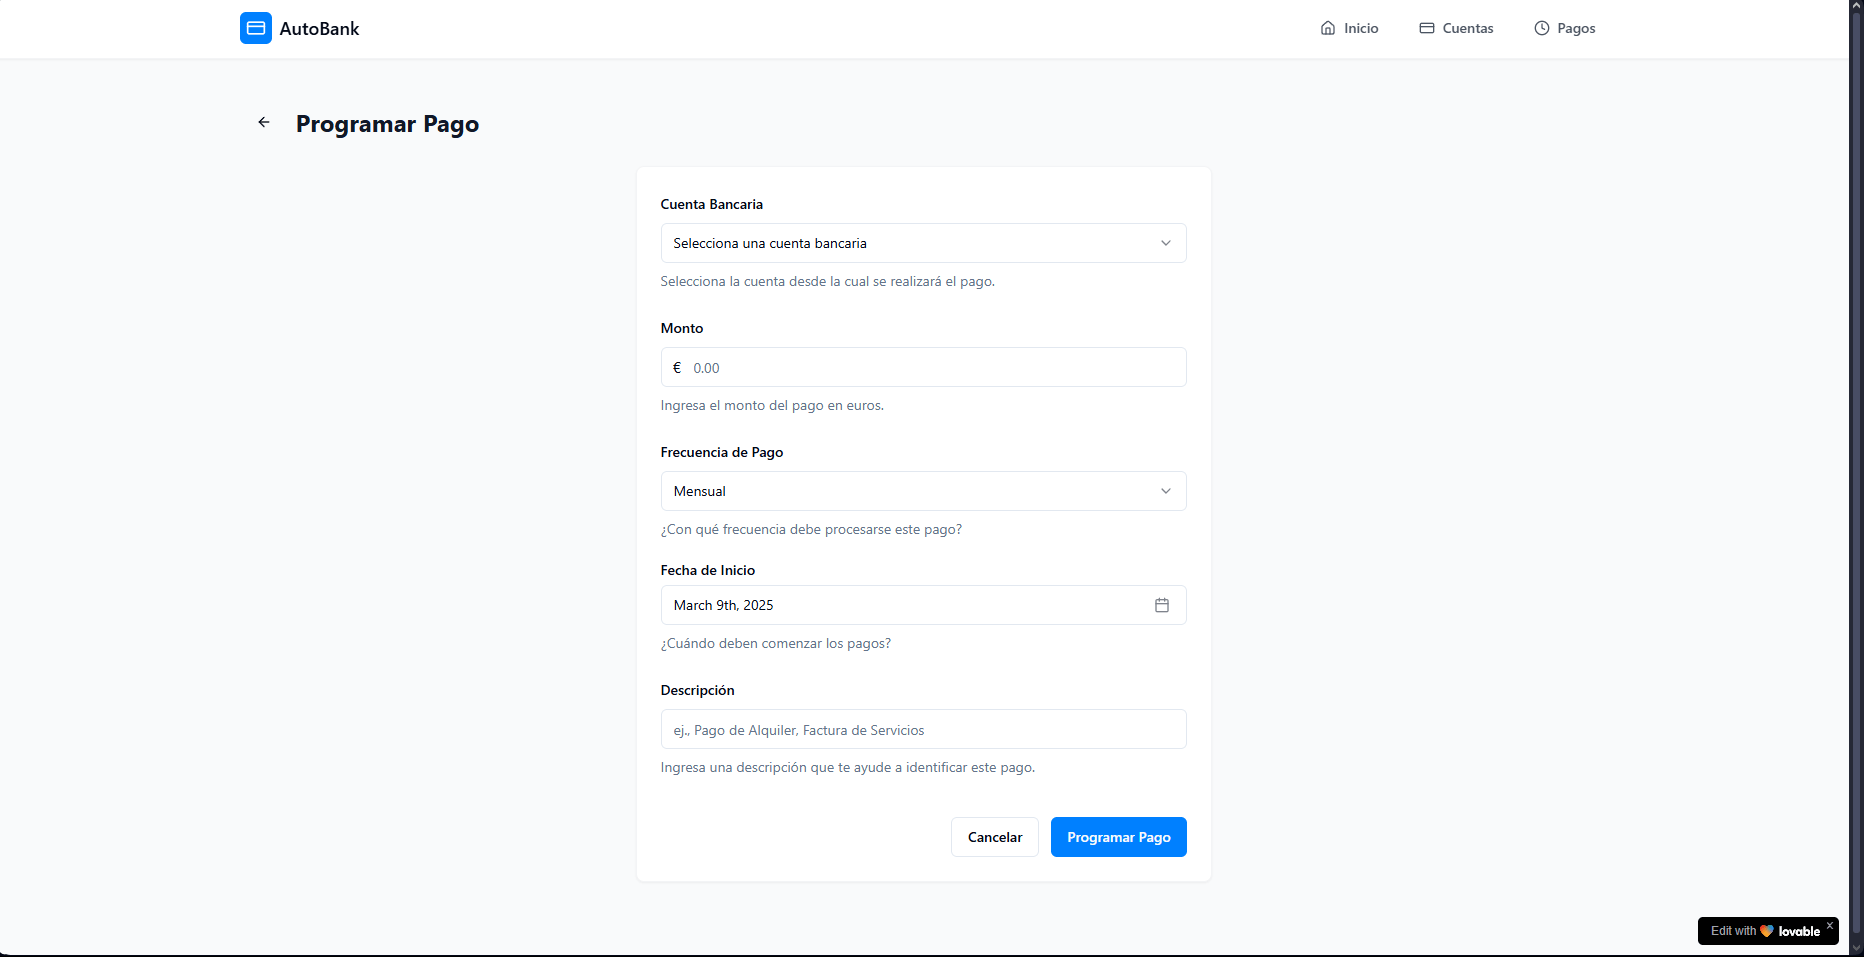 AutoBank
Inicio
Cuentas
Pagos
Programar Pago
Cuenta Bancaria
Selecciona una cuenta bancaria
Selecciona la cuenta desde la cual se realizará el pago.
Monto
€ 0.00
Ingresa el monto del pago en euros.
Frecuencia de Pago
Mensual
¿Con qué frecuencia debe procesarse este pago?
Fecha de Inicio
March 9th, 2025
¿Cuándo deben comenzar los pagos?
Descripción
ej., Pago de Alquiler, Factura de Servicios
Ingresa una descripción que te ayude a identificar este pago.
Cancelar
Programar Pago
Edit with lovable